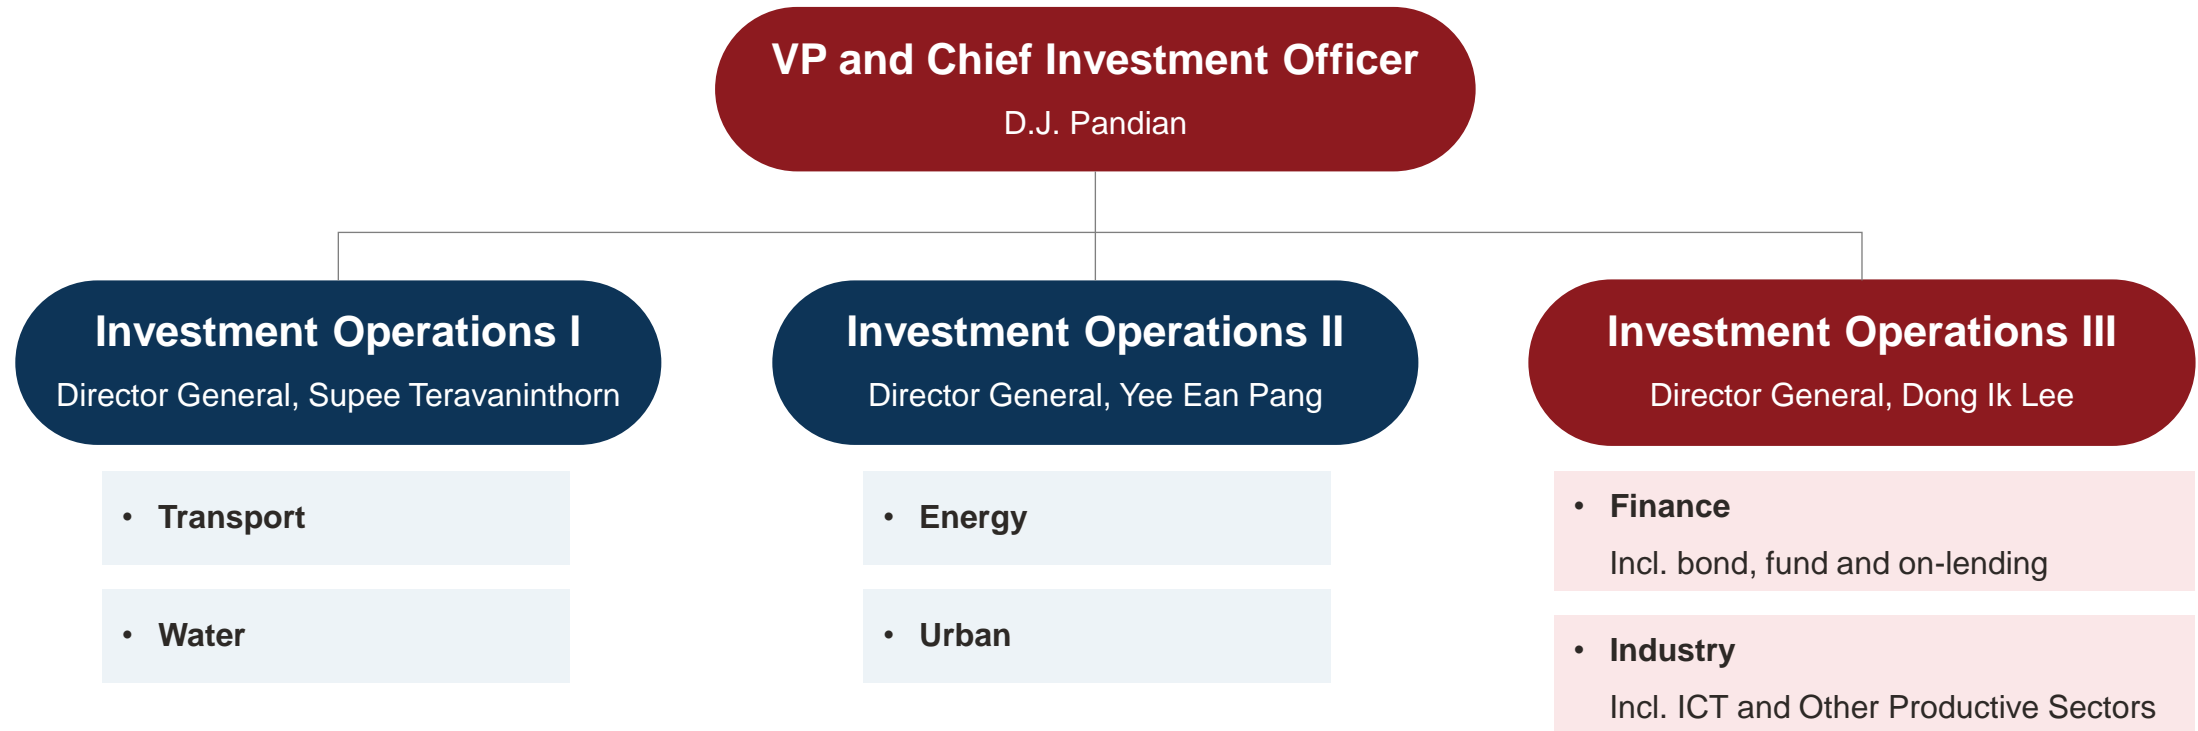 VP and Chief Investment Officer
D.J. Pandian
Investment Operations I
Director General, Supee Teravaninthorn
• Transport
• Water
Investment Operations II
Director General, Yee Ean Pang
• Energy
• Urban
Investment Operations III
Director General, Dong Ik Lee
• Finance
Incl. bond, fund and on-lending
• Industry
Incl. ICT and Other Productive Sectors